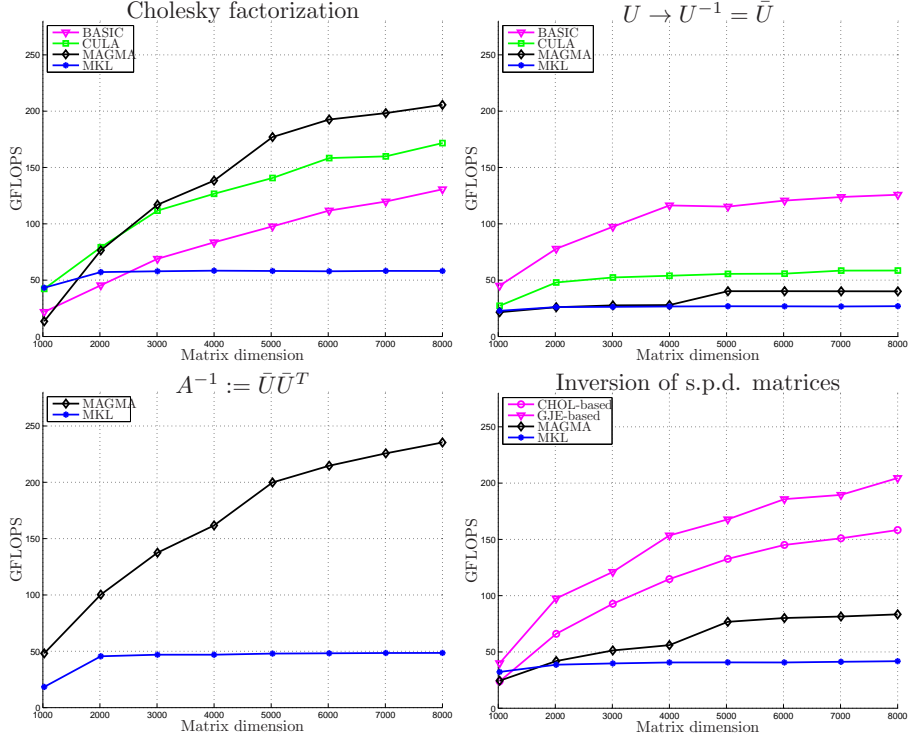 Cholesky factorization
BASIC
CULA
MAGMA
MKL
250
200
150
100
50
0
GFLOPS
1000 2000 3000 4000 5000 6000 7000 8000
Matrix dimension
U → U⁻¹ = Ū
BASIC
CULA
MAGMA
MKL
250
200
150
100
50
0
GFLOPS
1000 2000 3000 4000 5000 6000 7000 8000
Matrix dimension
A⁻¹ := ŪŪᵀ
MAGMA
MKL
250
200
150
100
50
0
GFLOPS
1000 2000 3000 4000 5000 6000 7000 8000
Matrix dimension
Inversion of s.p.d. matrices
CHOL-based
GJE-based
MAGMA
MKL
250
200
150
100
50
0
GFLOPS
1000 2000 3000 4000 5000 6000 7000 8000
Matrix dimension